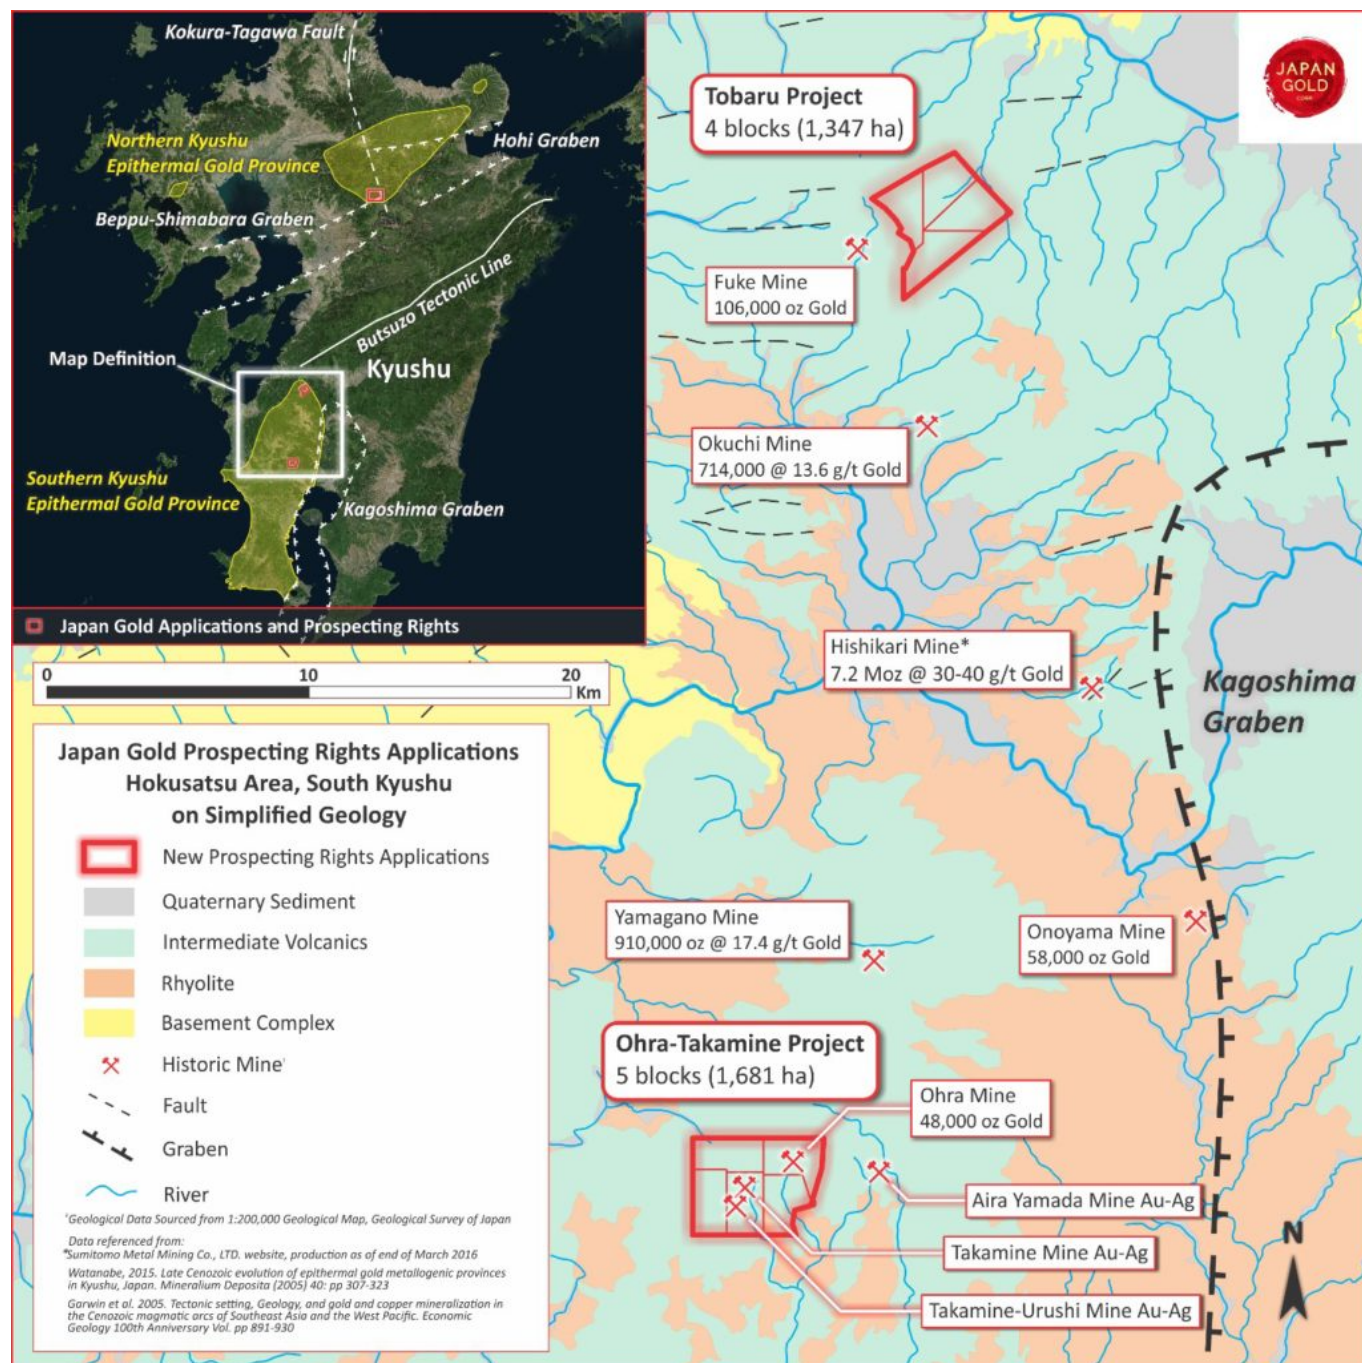 Kokura-Tagawa Fault
Northern Kyushu
Epithermal Gold Province
Hohi Graben
Beppu-Shimabara Graben
Butsuzo Tectonic Line
Map Definition
Kyushu
Southern Kyushu
Epithermal Gold Province
Kagoshima Graben
Japan Gold Applications and Prospecting Rights
JAPAN
GOLD
CORP.
Tobaru Project
4 blocks (1,347 ha)
Fuke Mine
106,000 oz Gold
Okuchi Mine
714,000 @ 13.6 g/t Gold
Hishikari Mine*
7.2 Moz @ 30-40 g/t Gold
Kagoshima
Graben
0
10
20
Km
Japan Gold Prospecting Rights Applications
Hokusatsu Area, South Kyushu
on Simplified Geology
New Prospecting Rights Applications
Quaternary Sediment
Intermediate Volcanics
Rhyolite
Basement Complex
Historic Mine¹
Fault
Graben
River
¹Geological Data Sourced from 1:200,000 Geological Map, Geological Survey of Japan
Data referenced from:
*Sumitomo Metal Mining Co., LTD. website, production as of end of March 2016
Watanabe, 2015. Late Cenozoic evolution of epithermal gold metallogenic provinces
in Kyushu, Japan. Mineralium Deposita (2005) 40: pp 307-323
Garwin et al. 2005. Tectonic setting, Geology, and gold and copper mineralization in
the Cenozoic magmatic arcs of Southeast Asia and the West Pacific. Economic
Geology 100th Anniversary Vol. pp 891-930
Yamagano Mine
910,000 oz @ 17.4 g/t Gold
Onoyama Mine
58,000 oz Gold
Ohra-Takamine Project
5 blocks (1,681 ha)
Ohra Mine
48,000 oz Gold
Aira Yamada Mine Au-Ag
Takamine Mine Au-Ag
Takamine-Urushi Mine Au-Ag
N